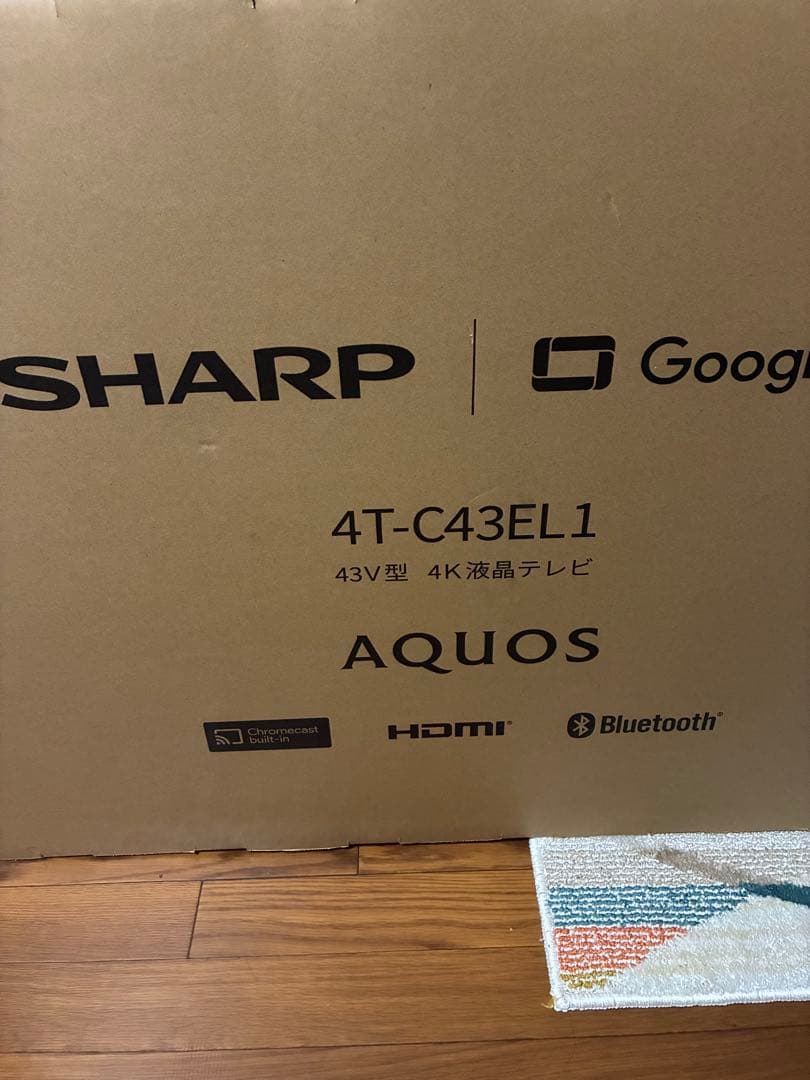 SHARP | Googl
4T-C43EL1
43V型 4K液晶テレビ
AQUOS
Chromecast
built-in
HDMI®
Bluetooth®